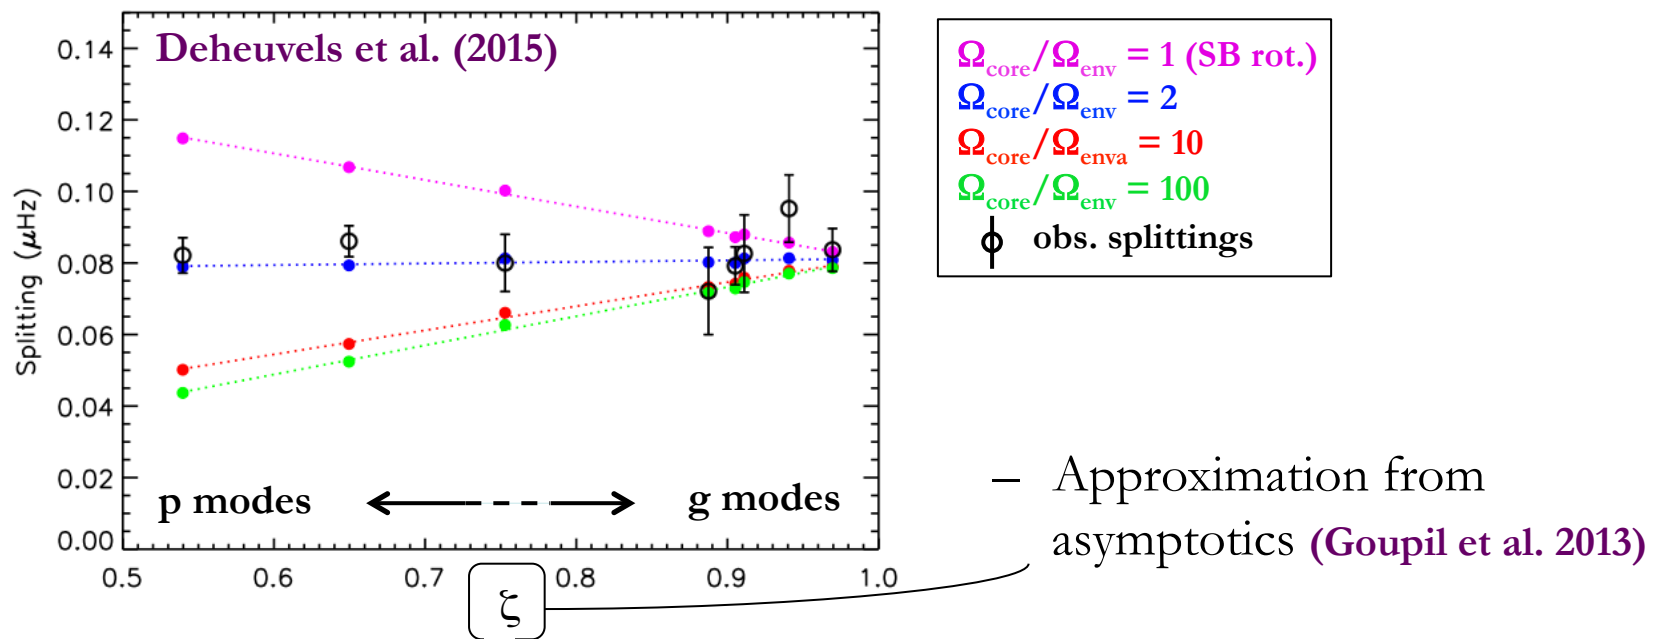 Deheuvels et al. (2015)
0.14
0.12
0.10
0.08
0.06
0.04
0.02
0.00
Splitting (μHz)
p modes
g modes
0.5 0.6 0.7 0.8 0.9 1.0
ζ
Ωcore/Ωenv = 1 (SB rot.)
Ωcore/Ωenv = 2
Ωcore/Ωenva = 10
Ωcore/Ωenv = 100
obs. splittings
– Approximation from
asymptotics (Goupil et al. 2013)